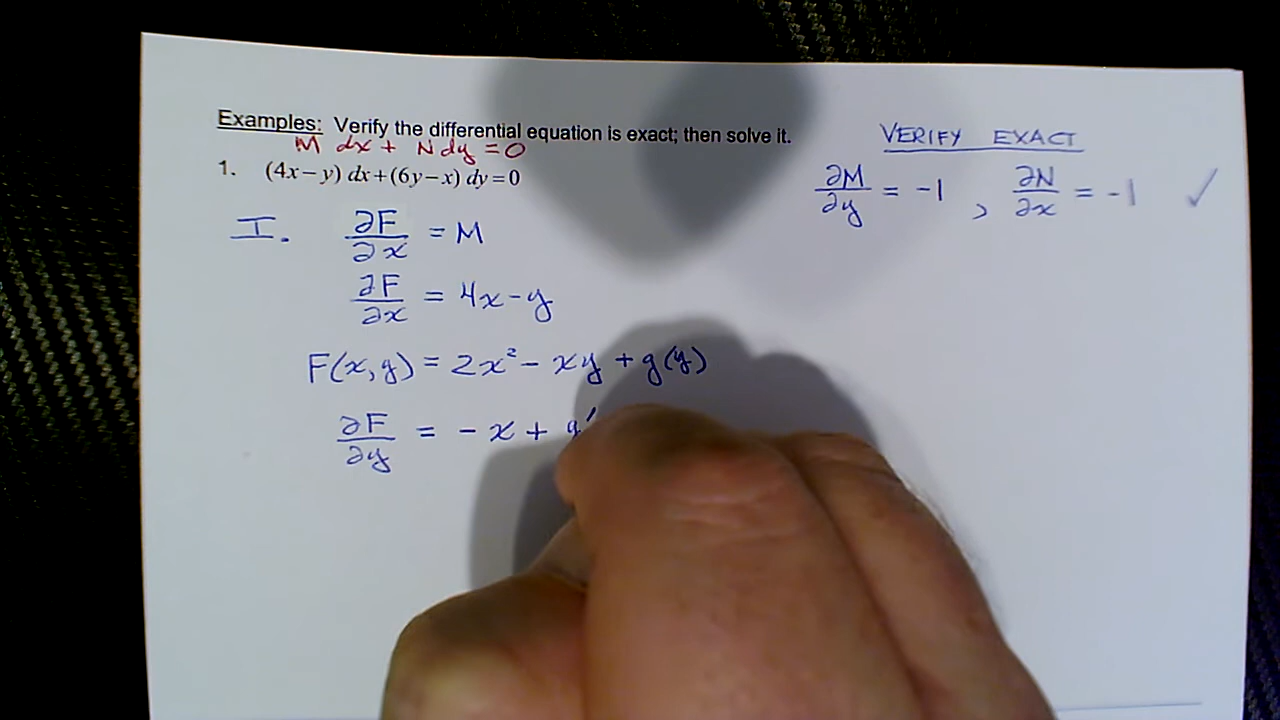 Examples: Verify the differential equation is exact; then solve it.
M dx + N dy = 0
1. (4x−y) dx+(6y−x) dy=0
VERIFY EXACT
∂M/∂y = -1, ∂N/∂x = -1 ✓
I. ∂F/∂x = M
∂F/∂x = 4x-y
F(x,y) = 2x² - xy + g(y)
∂F/∂y = -x + g'